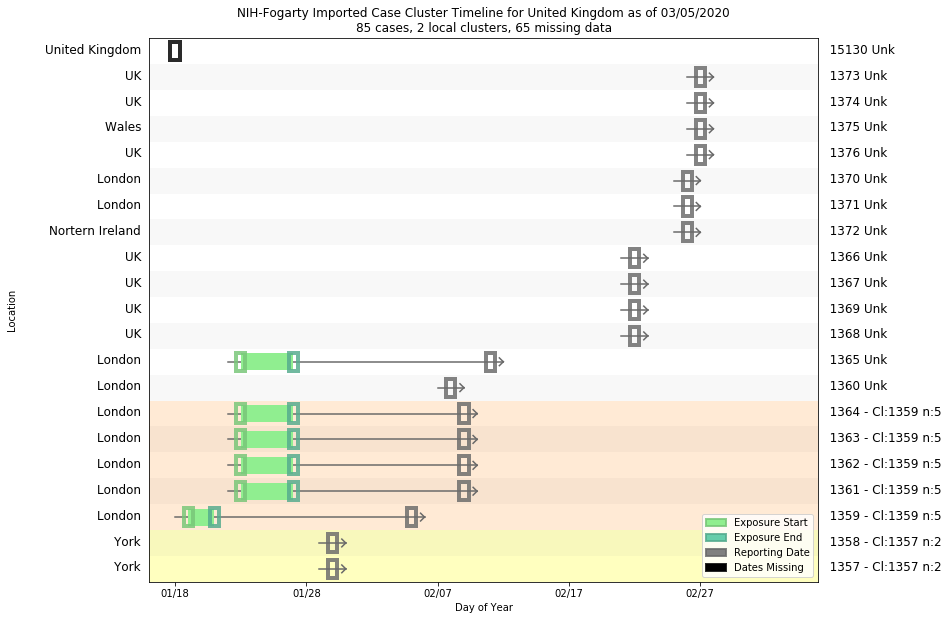 NIH-Fogarty Imported Case Cluster Timeline for United Kingdom as of 03/05/2020
85 cases, 2 local clusters, 65 missing data
United Kingdom 15130 Unk
UK 1373 Unk
UK 1374 Unk
Wales 1375 Unk
UK 1376 Unk
London 1370 Unk
London 1371 Unk
Nortern Ireland 1372 Unk
UK 1366 Unk
UK 1367 Unk
UK 1369 Unk
UK 1368 Unk
London 1365 Unk
London 1360 Unk
London 1364 - Cl:1359 n:5
London 1363 - Cl:1359 n:5
London 1362 - Cl:1359 n:5
London 1361 - Cl:1359 n:5
London 1359 - Cl:1359 n:5
York 1358 - Cl:1357 n:2
York 1357 - Cl:1357 n:2
Location
Exposure Start
Exposure End
Reporting Date
Dates Missing
01/18 01/28 02/07 02/17 02/27
Day of Year